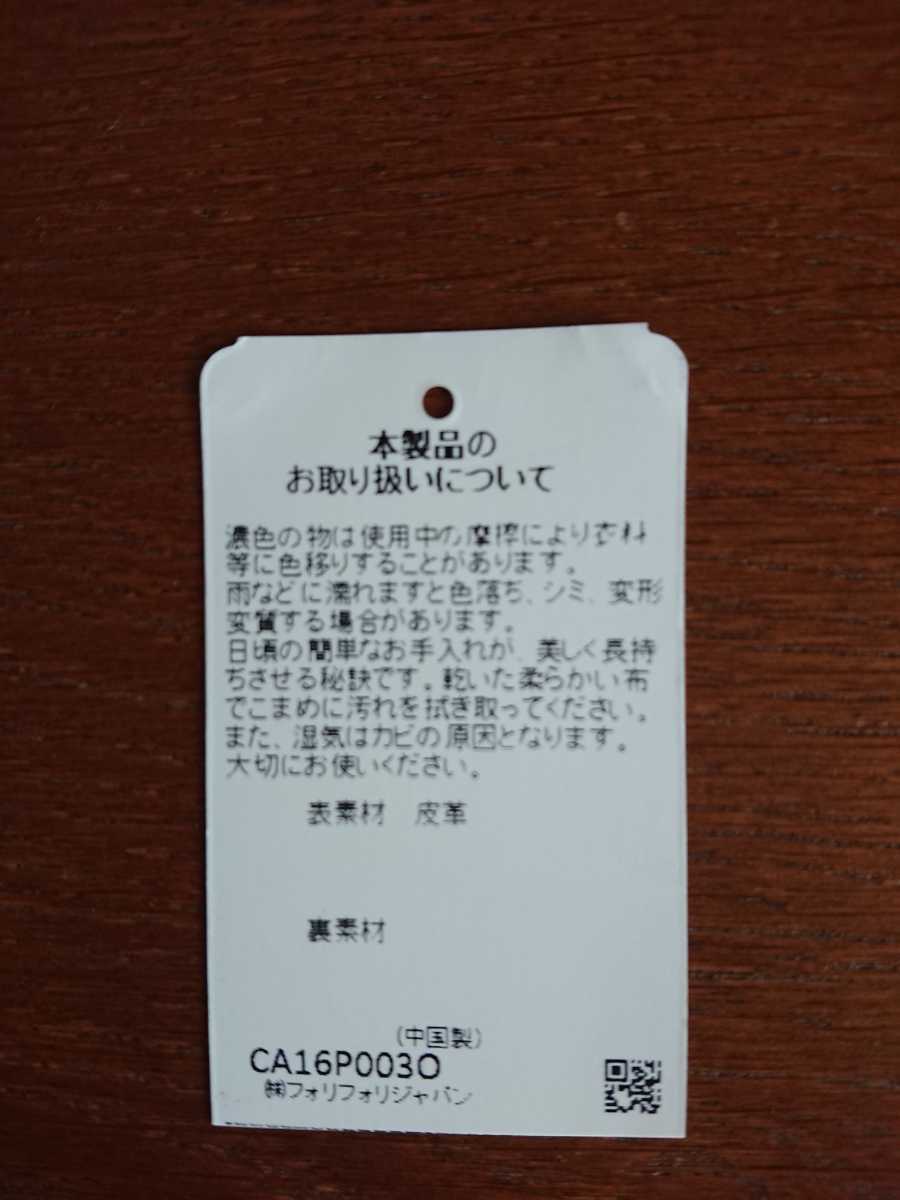 本製品の
お取り扱いについて
濃色の物は使用中の摩擦により衣料
等に色移りすることがあります。
雨などに濡れますと色落ち、シミ、変形
変質する場合があります。
日頃の簡単なお手入れが、美しく長持
ちさせる秘訣です。乾いた柔らかい布
でこまめに汚れを拭き取ってください。
また、湿気はカビの原因となります。
大切にお使いください。
表素材 皮革
裏素材
(中国製)
CA16P003O
㈱フォリフォリジャパン